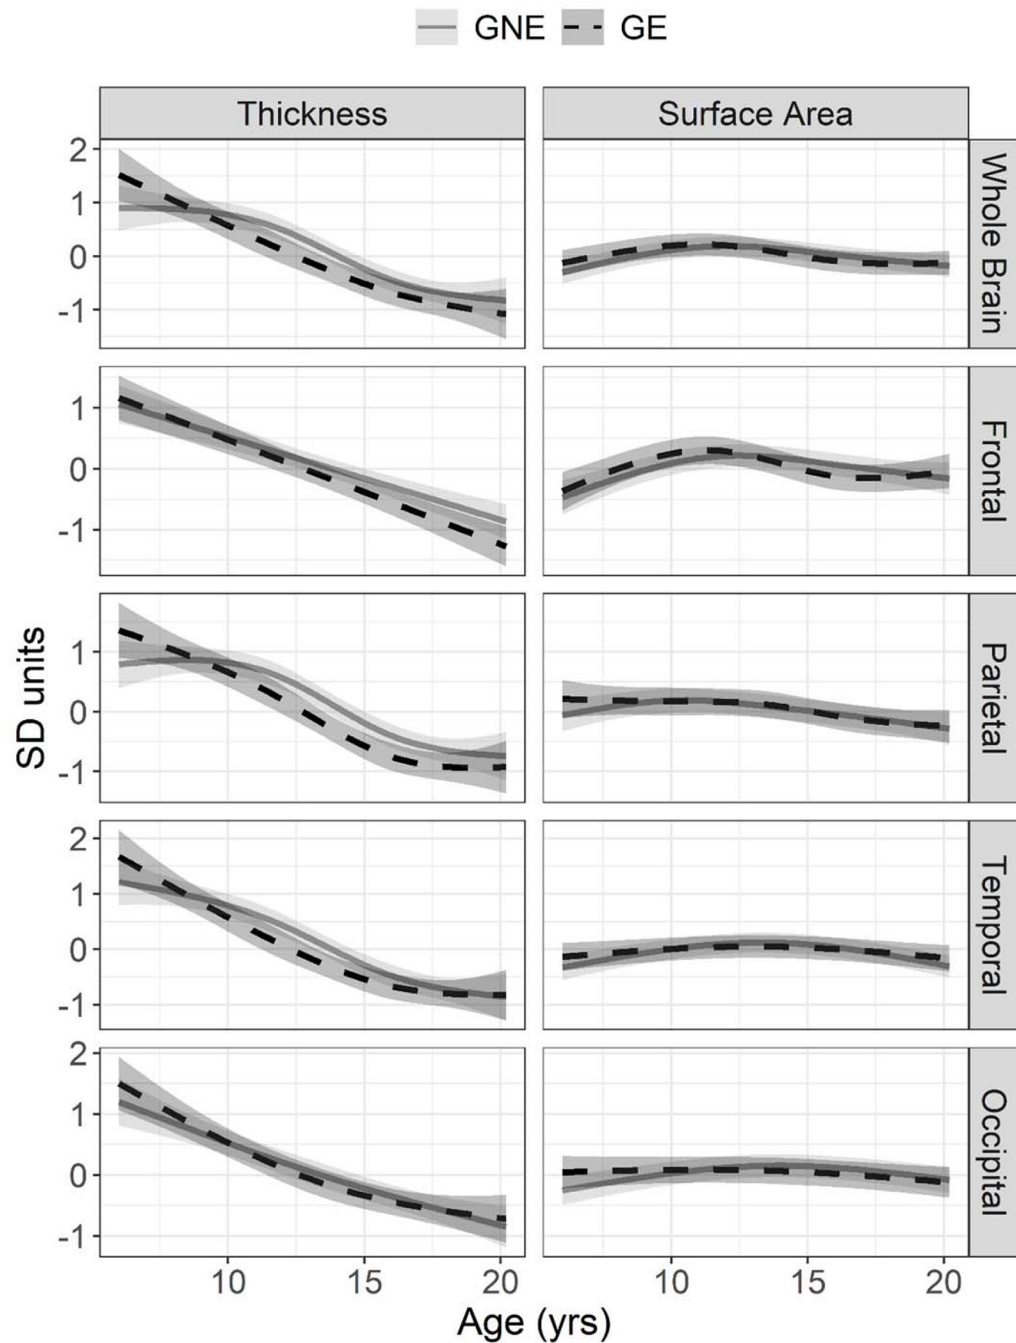 GNE GE
Thickness Surface Area
2
1
0
-1
Whole Brain
1
0
-1
Frontal
SD units
1
0
-1
Parietal
2
1
0
-1
Temporal
2
1
0
-1
Occipital
10 15 20 10 15 20
Age (yrs)